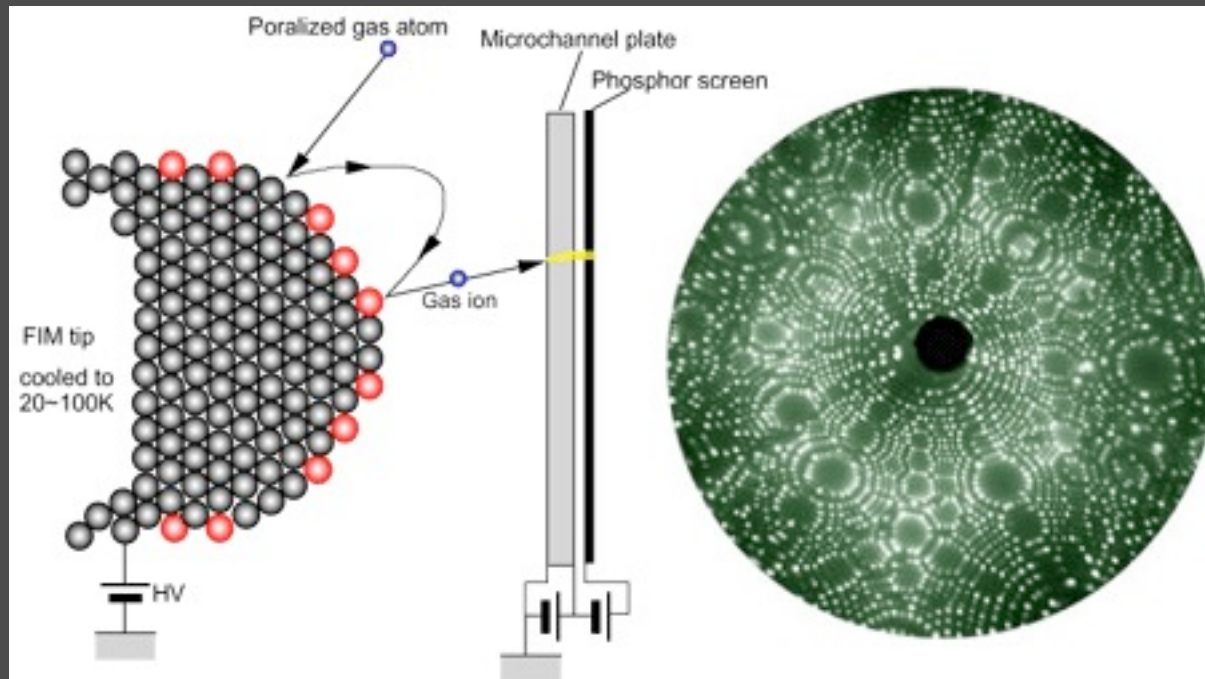 Poralized gas atom
Microchannel plate
Phosphor screen
Gas ion
FIM tip
cooled to
20~100K
HV